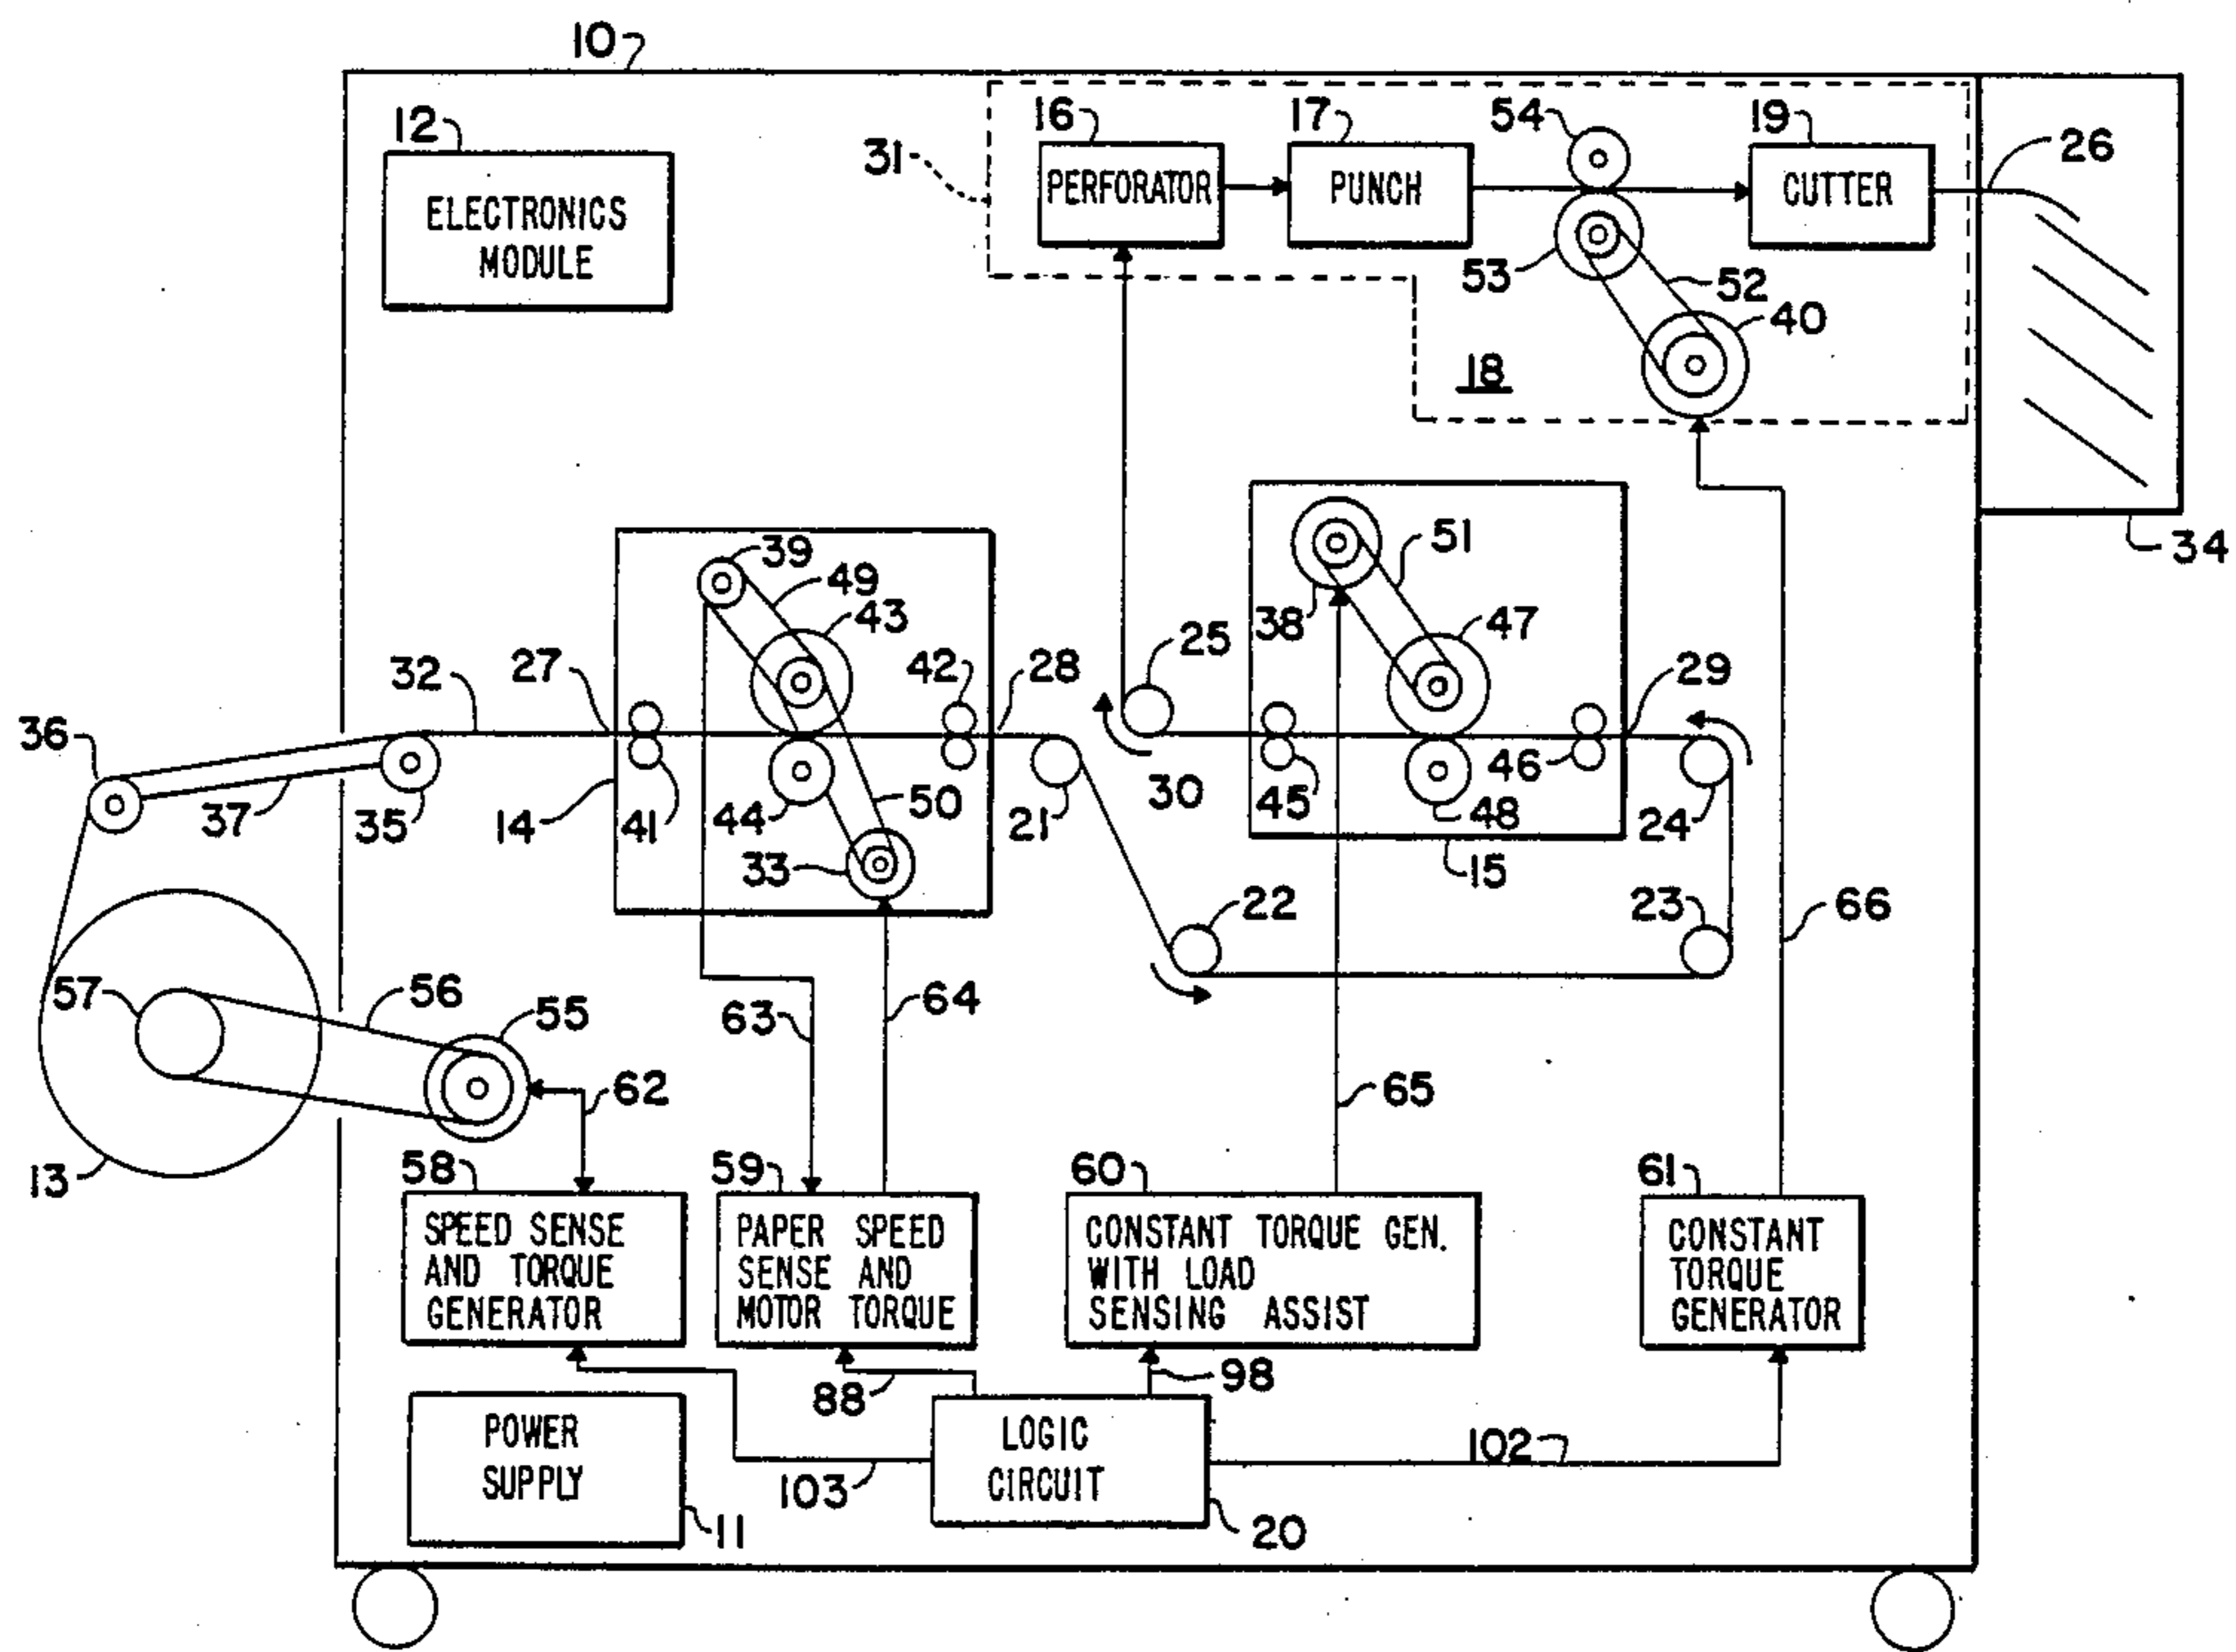 10
12
ELECTRONICS
MODULE
31
16
PERFORATOR
17
PUNCH
54
19
CUTTER
26
53
52
40
18
34
39
49
43
38
51
47
25
42
28
29
32
27
36
37
35
14
41
44
50
33
21
30
45
46
48
15
24
22
23
66
57
56
55
63
64
62
65
13
58
SPEED SENSE
AND TORQUE
GENERATOR
59
PAPER SPEED
SENSE AND
MOTOR TORQUE
60
CONSTANT TORQUE GEN.
WITH LOAD
SENSING ASSIST
61
CONSTANT
TORQUE
GENERATOR
88
98
POWER
SUPPLY
11
103
LOGIC
CIRCUIT
20
102